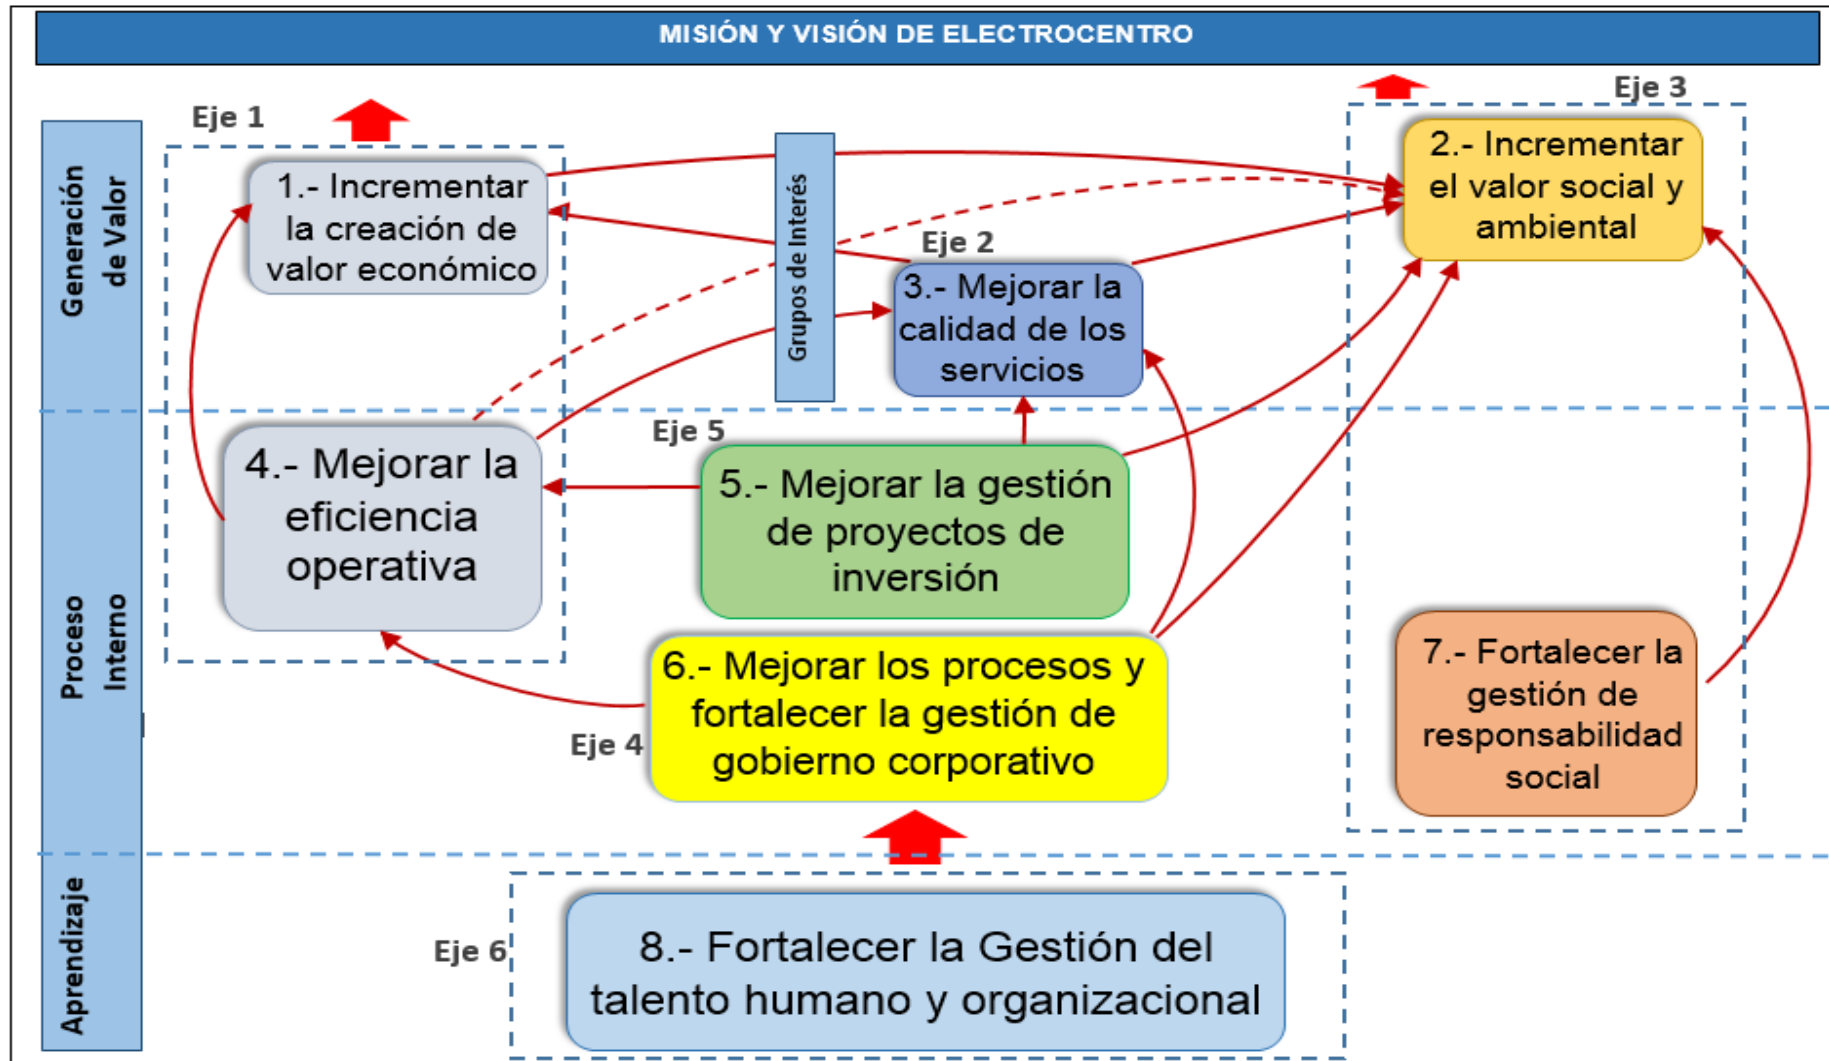 MISIÓN Y VISIÓN DE ELECTROCENTRO
Eje 1
Eje 3
Generación
de Valor
1.- Incrementar
la creación de
valor económico
Grupos de Interés
2.- Incrementar
el valor social y
ambiental
Eje 2
3.- Mejorar la
calidad de los
servicios
Proceso
Interno
4.- Mejorar la
eficiencia
operativa
Eje 5
5.- Mejorar la gestión
de proyectos de
inversión
Eje 4
6.- Mejorar los procesos y
fortalecer la gestión de
gobierno corporativo
7.- Fortalecer la
gestión de
responsabilidad
social
Aprendizaje
Eje 6
8.- Fortalecer la Gestión del
talento humano y organizacional